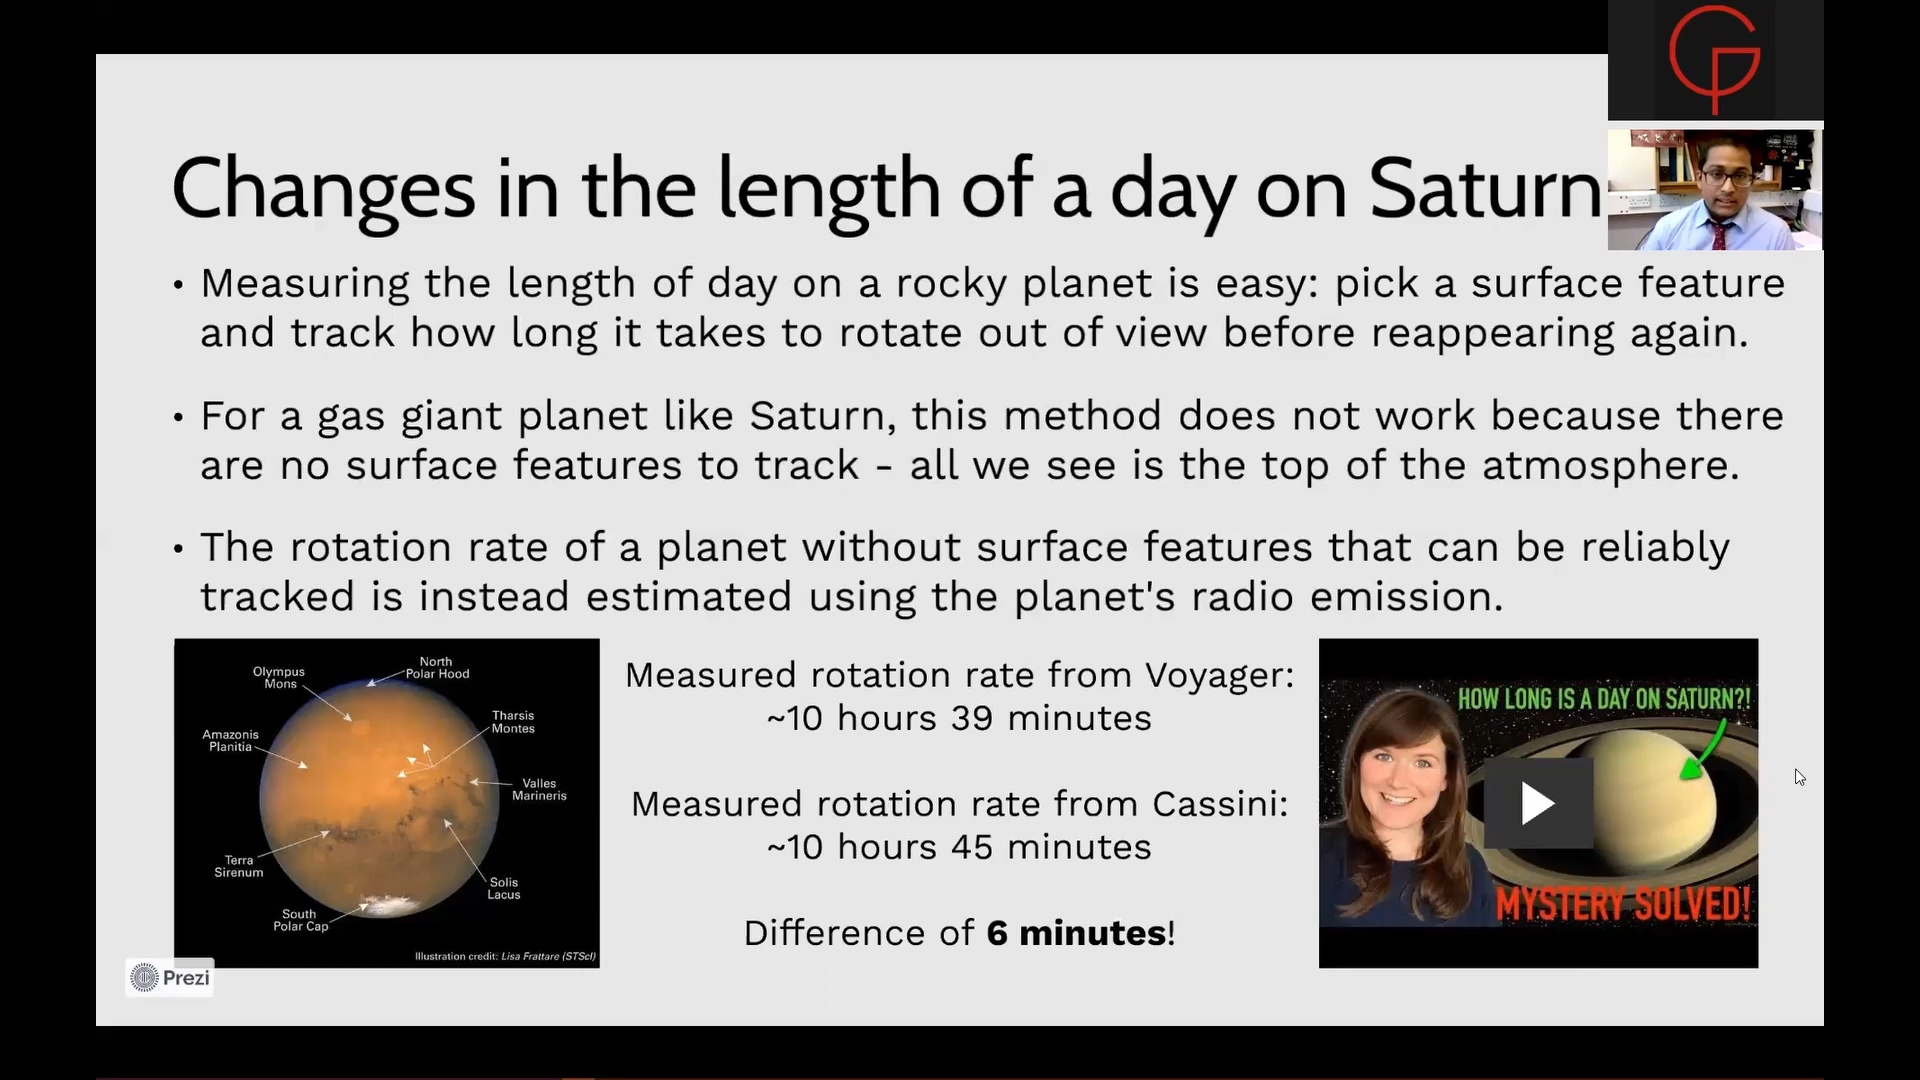 Changes in the length of a day on Saturn
• Measuring the length of day on a rocky planet is easy: pick a surface feature
and track how long it takes to rotate out of view before reappearing again.
• For a gas giant planet like Saturn, this method does not work because there
are no surface features to track - all we see is the top of the atmosphere.
• The rotation rate of a planet without surface features that can be reliably
tracked is instead estimated using the planet's radio emission.
Olympus
Mons
North
Polar Hood
Amazonis
Planitia
Tharsis
Montes
Valles
Marineris
Terra
Sirenum
Solis
Lacus
South
Polar Cap
Illustration credit: Lisa Frattare (STScI)
Prezi
Measured rotation rate from Voyager:
~10 hours 39 minutes
Measured rotation rate from Cassini:
~10 hours 45 minutes
Difference of 6 minutes!
HOW LONG IS A DAY ON SATURN?!
MYSTERY SOLVED!